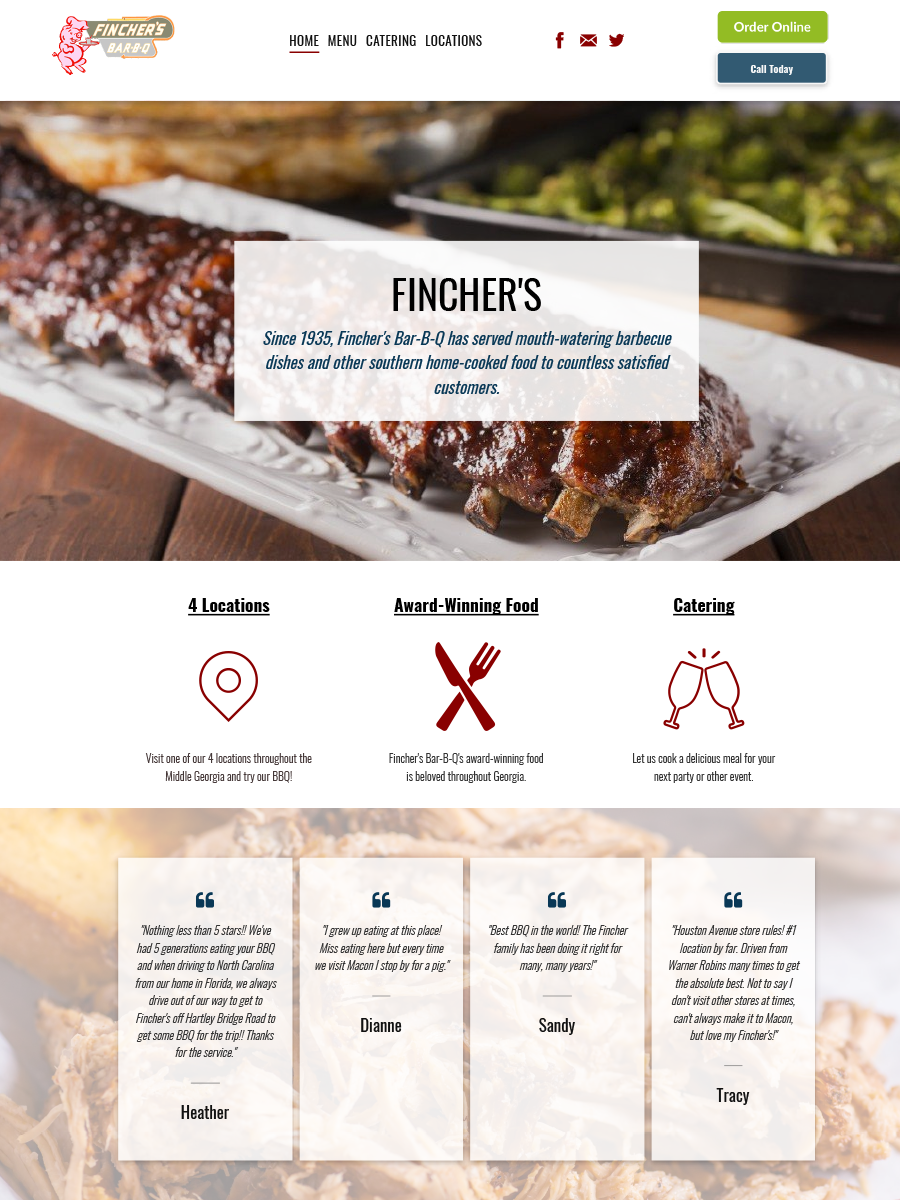 FINCHER'S
BAR-B-Q
HOME MENU CATERING LOCATIONS
Order Online
Call Today
FINCHER'S
Since 1935, Fincher's Bar-B-Q has served mouth-watering barbecue
dishes and other southern home-cooked food to countless satisfied
customers.
4 Locations
Visit one of our 4 locations throughout the
Middle Georgia and try our BBQ!
Award-Winning Food
Fincher's Bar-B-Q's award-winning food
is beloved throughout Georgia.
Catering
Let us cook a delicious meal for your
next party or other event.
"Nothing less than 5 stars!! We've
had 5 generations eating your BBQ
and when driving to North Carolina
from our home in Florida, we always
drive out of our way to get to
Fincher's off Hartley Bridge Road to
get some BBQ for the trip!! Thanks
for the service."
Heather
"I grew up eating at this place!
Miss eating here but every time
we visit Macon I stop by for a pig."
Dianne
"Best BBQ in the world! The Fincher
family has been doing it right for
many, many years!"
Sandy
"Houston Avenue store rules! #1
location by far. Driven from
Warner Robins many times to get
the absolute best. Not to say I
don't visit other stores at times,
can't always make it to Macon,
but love my Fincher's!"
Tracy